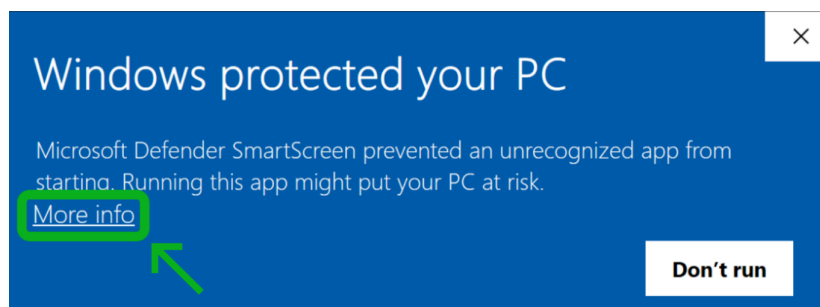 Windows protected your PC
Microsoft Defender SmartScreen prevented an unrecognized app from
starting. Running this app might put your PC at risk.
More info
Don't run